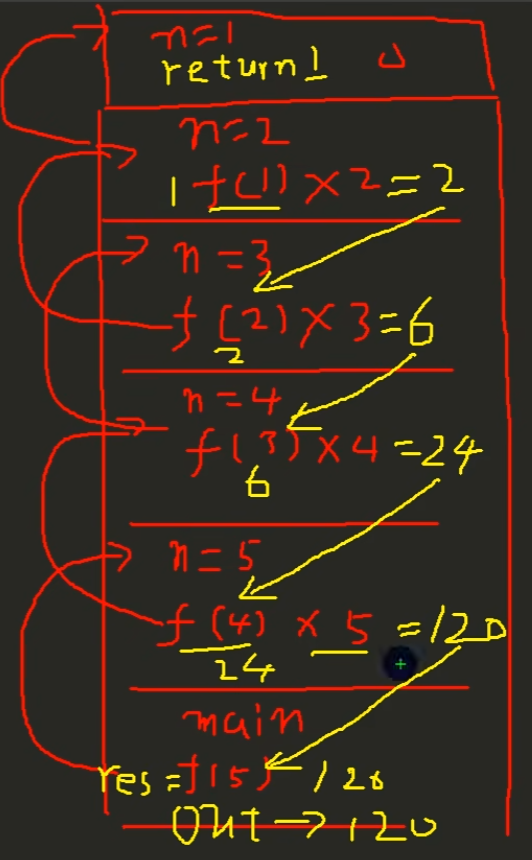 n=1
return 1
n=2
1 f(1) × 2 = 2
n=3
f(2) × 3 = 6
2
n=4
f(3) × 4 = 24
6
n=5
f(4) × 5 = 120
24
main
res = f(5) 120
out → 120